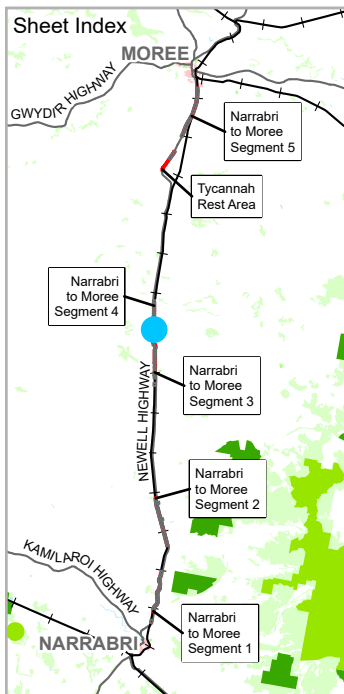 Sheet Index
MOREE
GWYDIR HIGHWAY
Narrabri
to Moree
Segment 5
Tycannah
Rest Area
Narrabri
to Moree
Segment 4
Narrabri
to Moree
Segment 3
NEWELL HIGHWAY
Narrabri
to Moree
Segment 2
KAMILAROI HIGHWAY
Narrabri
to Moree
Segment 1
NARRABRI